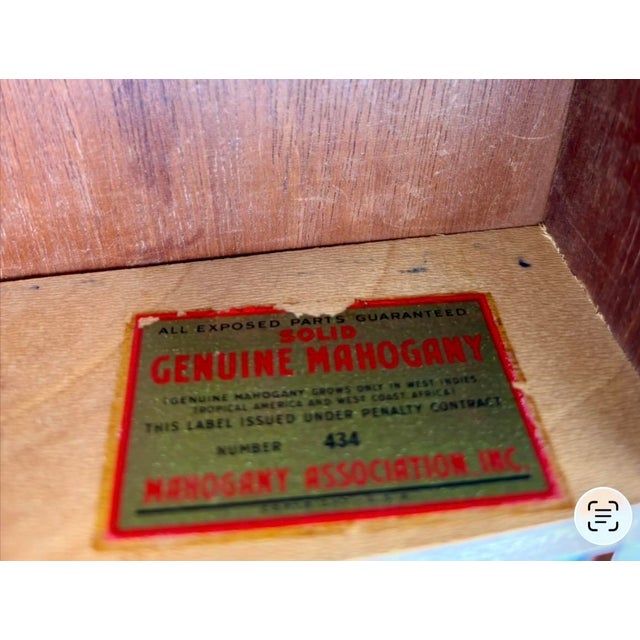 ALL EXPOSED PARTS GUARANTEED
SOLID
GENUINE MAHOGANY
(GENUINE MAHOGANY GROWS ONLY IN WEST INDIES
TROPICAL AMERICA AND WEST COAST AFRICA)
THIS LABEL ISSUED UNDER PENALTY CONTRACT
NUMBER 434
MAHOGANY ASSOCIATION INC.